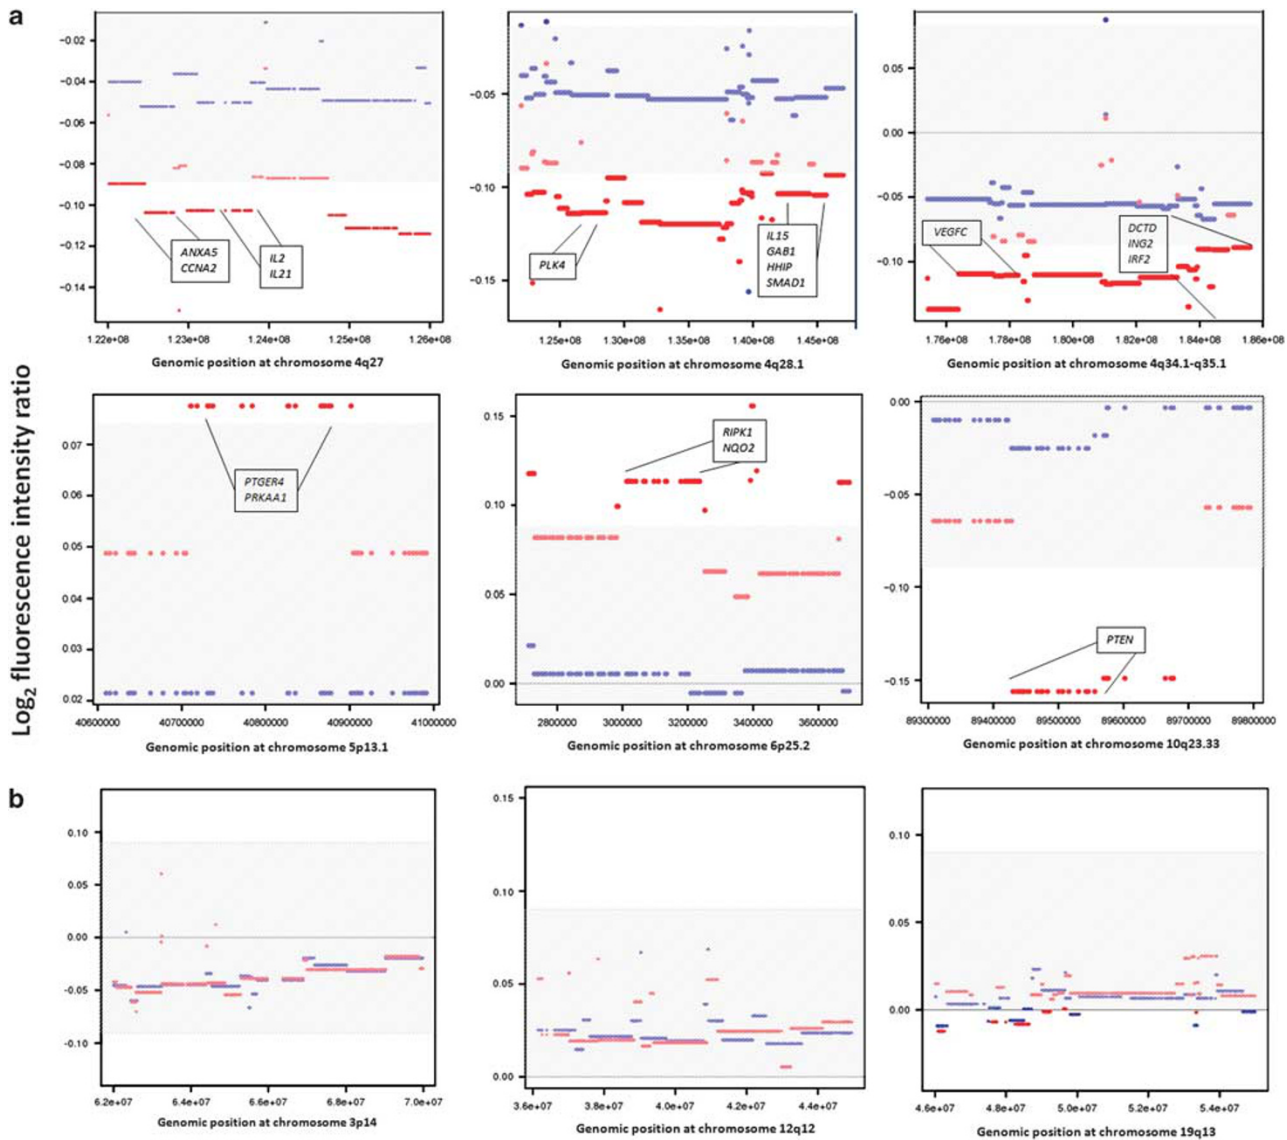 a
−0.02
−0.04
−0.06
−0.08
−0.10
−0.12
−0.14
ANXA5
CCNA2
IL2
IL21
1.22e+08
1.23e+08
1.24e+08
1.25e+08
1.26e+08
Genomic position at chromosome 4q27
−0.05
−0.10
−0.15
PLK4
IL15
GAB1
HHIP
SMAD1
1.25e+08
1.30e+08
1.35e+08
1.40e+08
1.45e+08
Genomic position at chromosome 4q28.1
0.05
0.00
−0.05
−0.10
VEGFC
DCTD
ING2
IRF2
1.76e+08
1.78e+08
1.80e+08
1.82e+08
1.84e+08
1.86e+08
Genomic position at chromosome 4q34.1-q35.1
Log2 fluorescence intensity ratio
0.07
0.06
0.05
0.04
0.03
0.02
PTGER4
PRKAA1
40600000
40700000
40800000
40900000
41000000
Genomic position at chromosome 5p13.1
0.15
0.10
0.05
0.00
RIPK1
NQO2
2800000
3000000
3200000
3400000
3600000
Genomic position at chromosome 6p25.2
0.00
−0.05
−0.10
−0.15
PTEN
89300000
89400000
89500000
89600000
89700000
89800000
Genomic position at chromosome 10q23.33
b
0.10
0.05
0.00
−0.05
−0.10
6.2e+07
6.4e+07
6.6e+07
6.8e+07
7.0e+07
Genomic position at chromosome 3p14
0.15
0.10
0.05
0.00
3.6e+07
3.8e+07
4.0e+07
4.2e+07
4.4e+07
Genomic position at chromosome 12q12
0.10
0.05
0.00
4.6e+07
4.8e+07
5.0e+07
5.2e+07
5.4e+07
Genomic position at chromosome 19q13